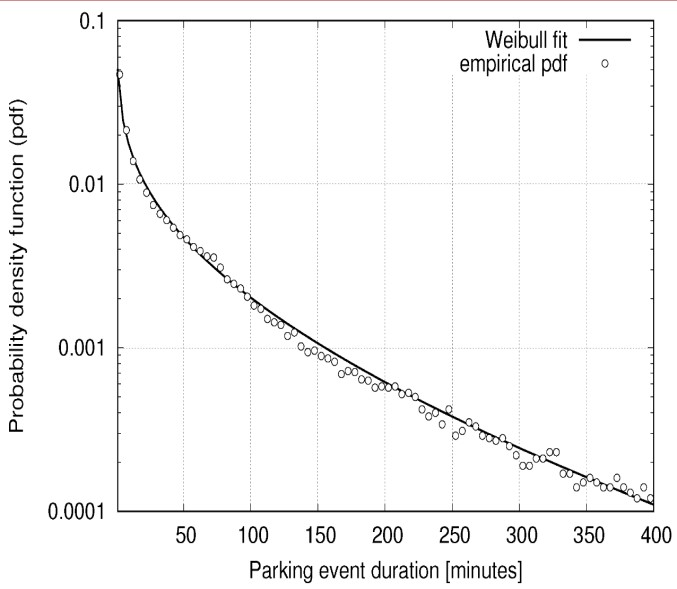 0.1
Weibull fit
empirical pdf
0.01
0.001
0.0001
Probability density function (pdf)
50 100 150 200 250 300 350 400
Parking event duration [minutes]